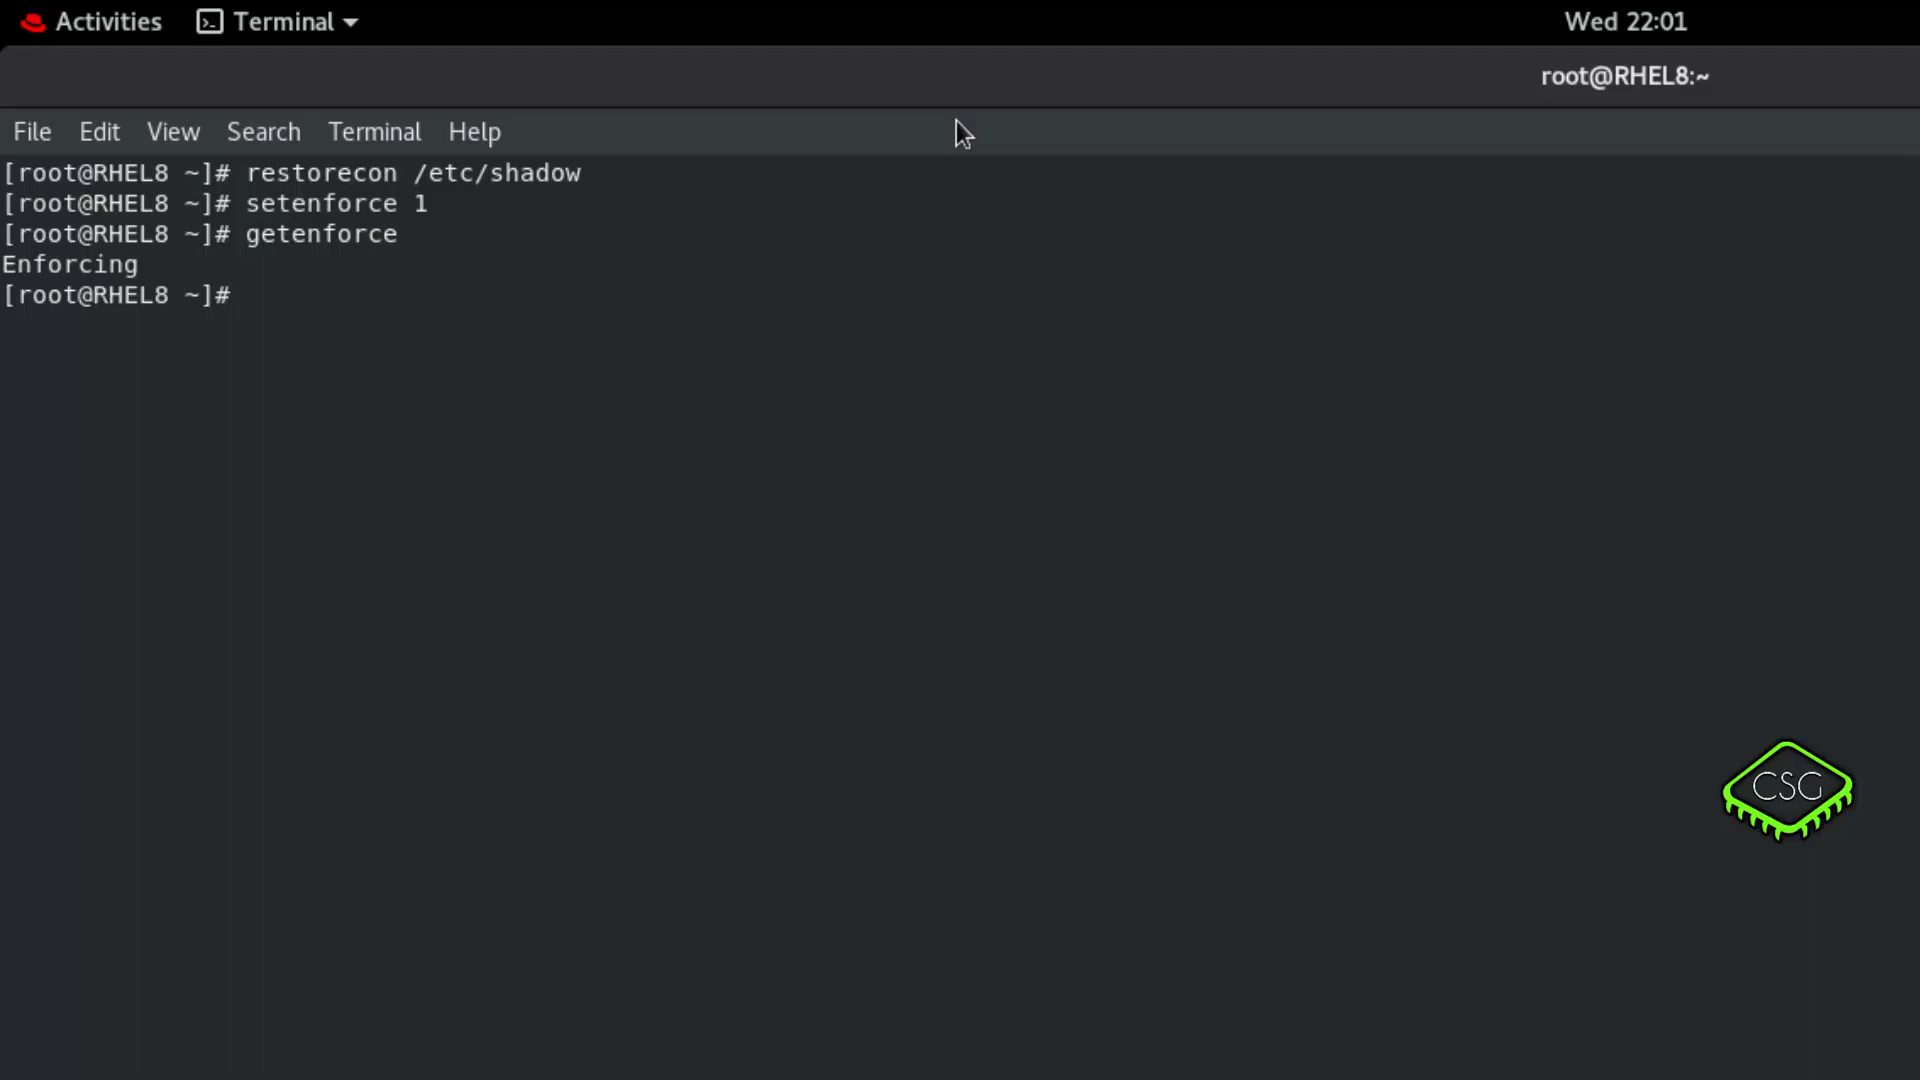 Activities Terminal Wed 22:01
root@RHEL8:~
File Edit View Search Terminal Help
[root@RHEL8 ~]# restorecon /etc/shadow
[root@RHEL8 ~]# setenforce 1
[root@RHEL8 ~]# getenforce
Enforcing
[root@RHEL8 ~]#
CSG